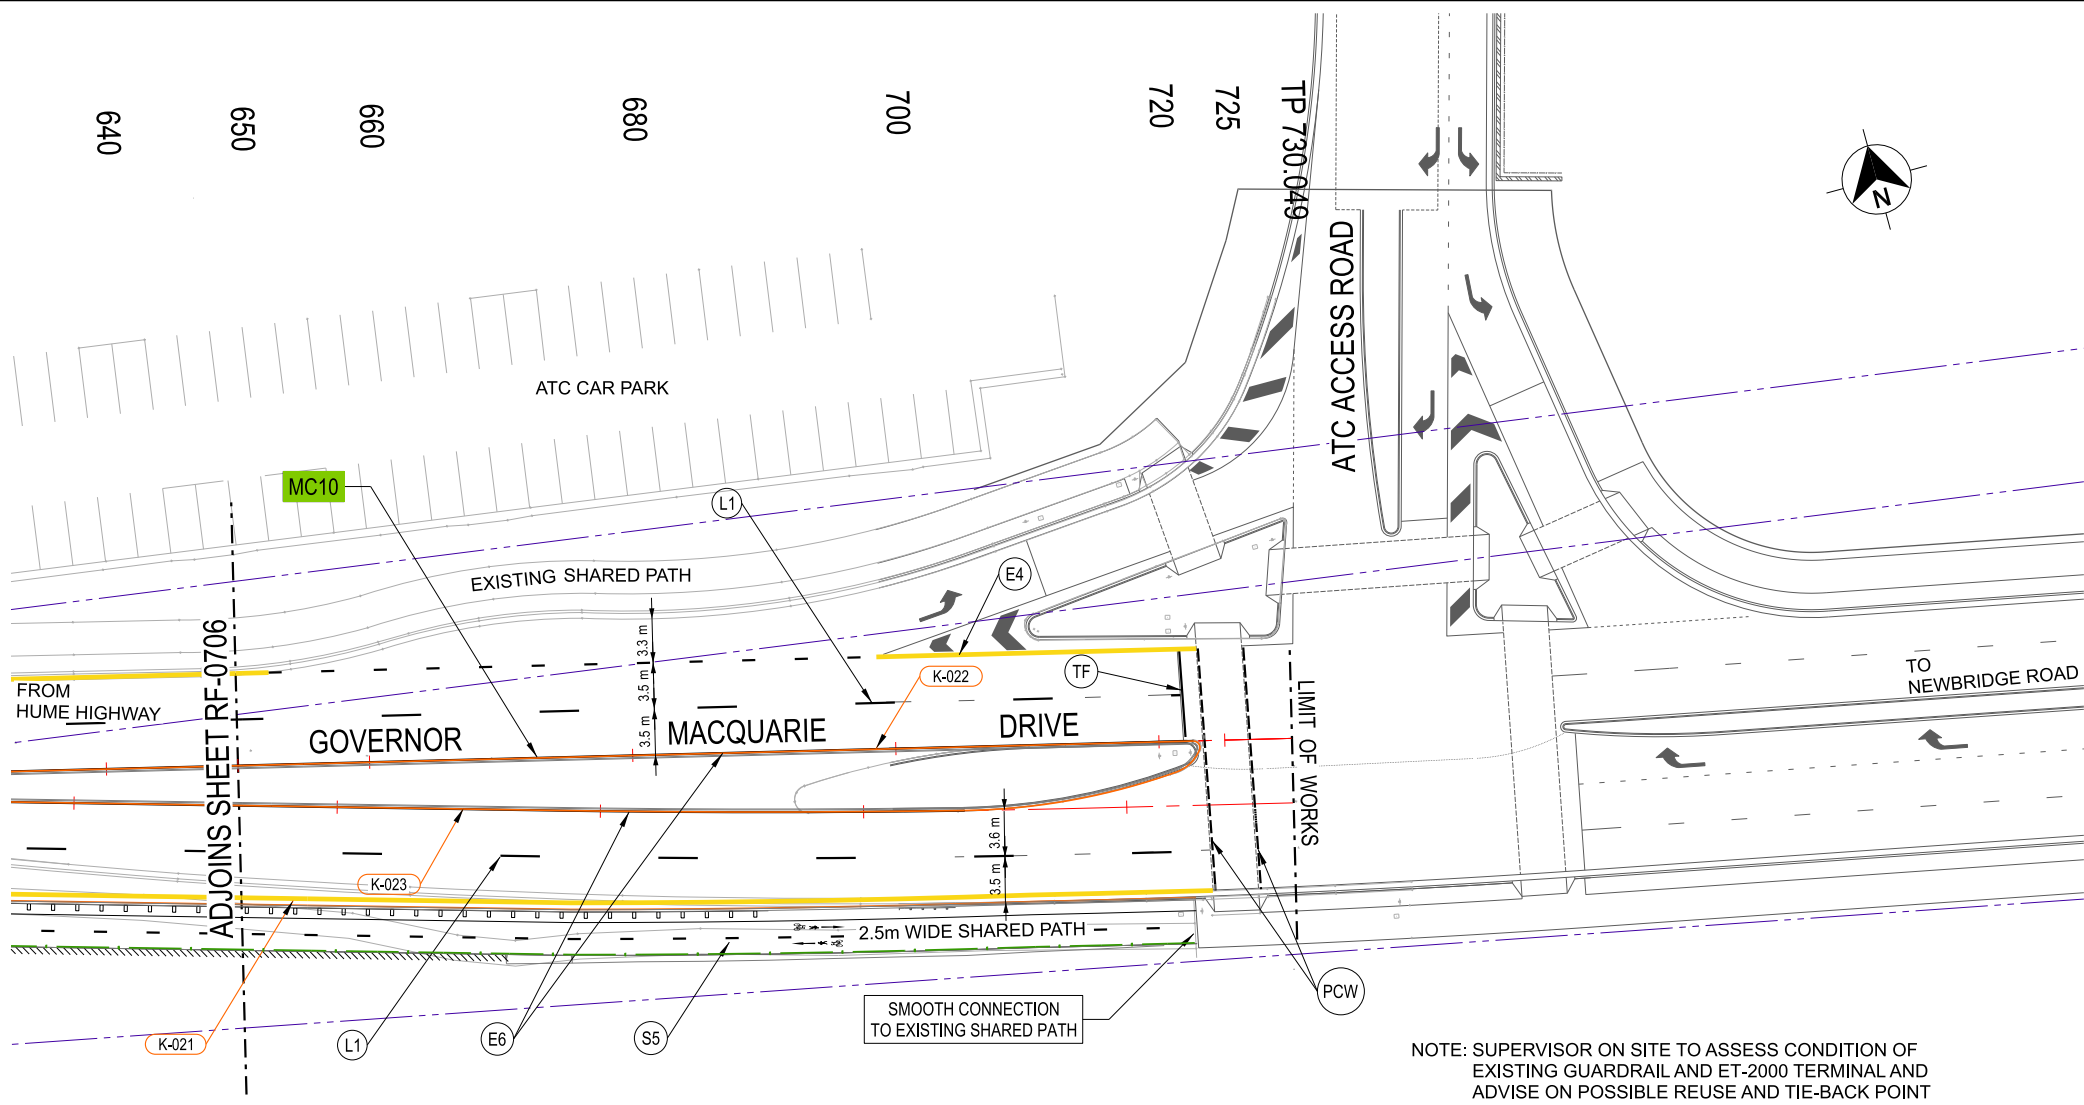 640
650
660
680
700
720
725
TP 730.049
N
ATC ACCESS ROAD
ATC CAR PARK
MC10
L1
EXISTING SHARED PATH
E4
3.3 m
3.5 m
3.5 m
K-022
TF
FROM
HUME HIGHWAY
ADJOINS SHEET RF-0706
GOVERNOR MACQUARIE DRIVE
LIMIT OF WORKS
TO
NEWBRIDGE ROAD
3.6 m
3.5 m
K-023
2.5m WIDE SHARED PATH
K-021
L1
E6
S5
SMOOTH CONNECTION
TO EXISTING SHARED PATH
PCW
NOTE: SUPERVISOR ON SITE TO ASSESS CONDITION OF
EXISTING GUARDRAIL AND ET-2000 TERMINAL AND
ADVISE ON POSSIBLE REUSE AND TIE-BACK POINT